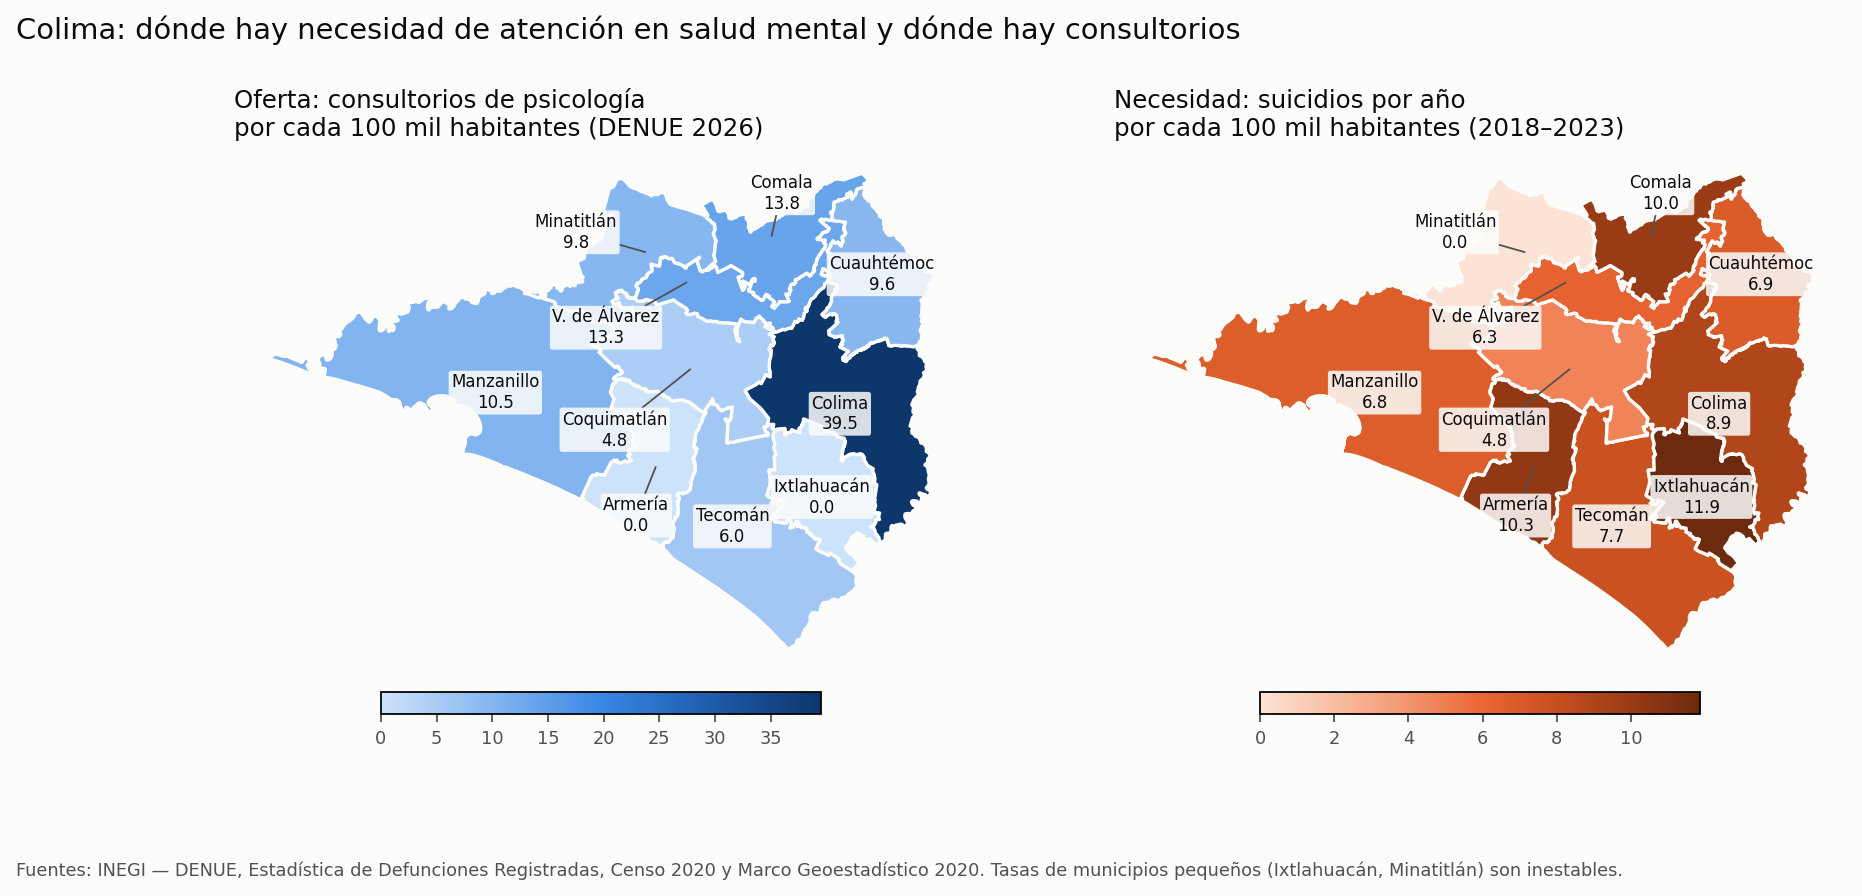 Colima: dónde hay necesidad de atención en salud mental y dónde hay consultorios
Oferta: consultorios de psicología
por cada 100 mil habitantes (DENUE 2026)
Comala
13.8
Minatitlán
9.8
Cuauhtémoc
9.6
V. de Álvarez
13.3
Manzanillo
10.5
Colima
39.5
Coquimatlán
4.8
Ixtlahuacán
0.0
Armería
0.0
Tecomán
6.0
0 5 10 15 20 25 30 35
Necesidad: suicidios por año
por cada 100 mil habitantes (2018–2023)
Comala
10.0
Minatitlán
0.0
Cuauhtémoc
6.9
V. de Álvarez
6.3
Manzanillo
6.8
Colima
8.9
Coquimatlán
4.8
Ixtlahuacán
11.9
Armería
10.3
Tecomán
7.7
0 2 4 6 8 10
Fuentes: INEGI — DENUE, Estadística de Defunciones Registradas, Censo 2020 y Marco Geoestadístico 2020. Tasas de municipios pequeños (Ixtlahuacán, Minatitlán) son inestables.